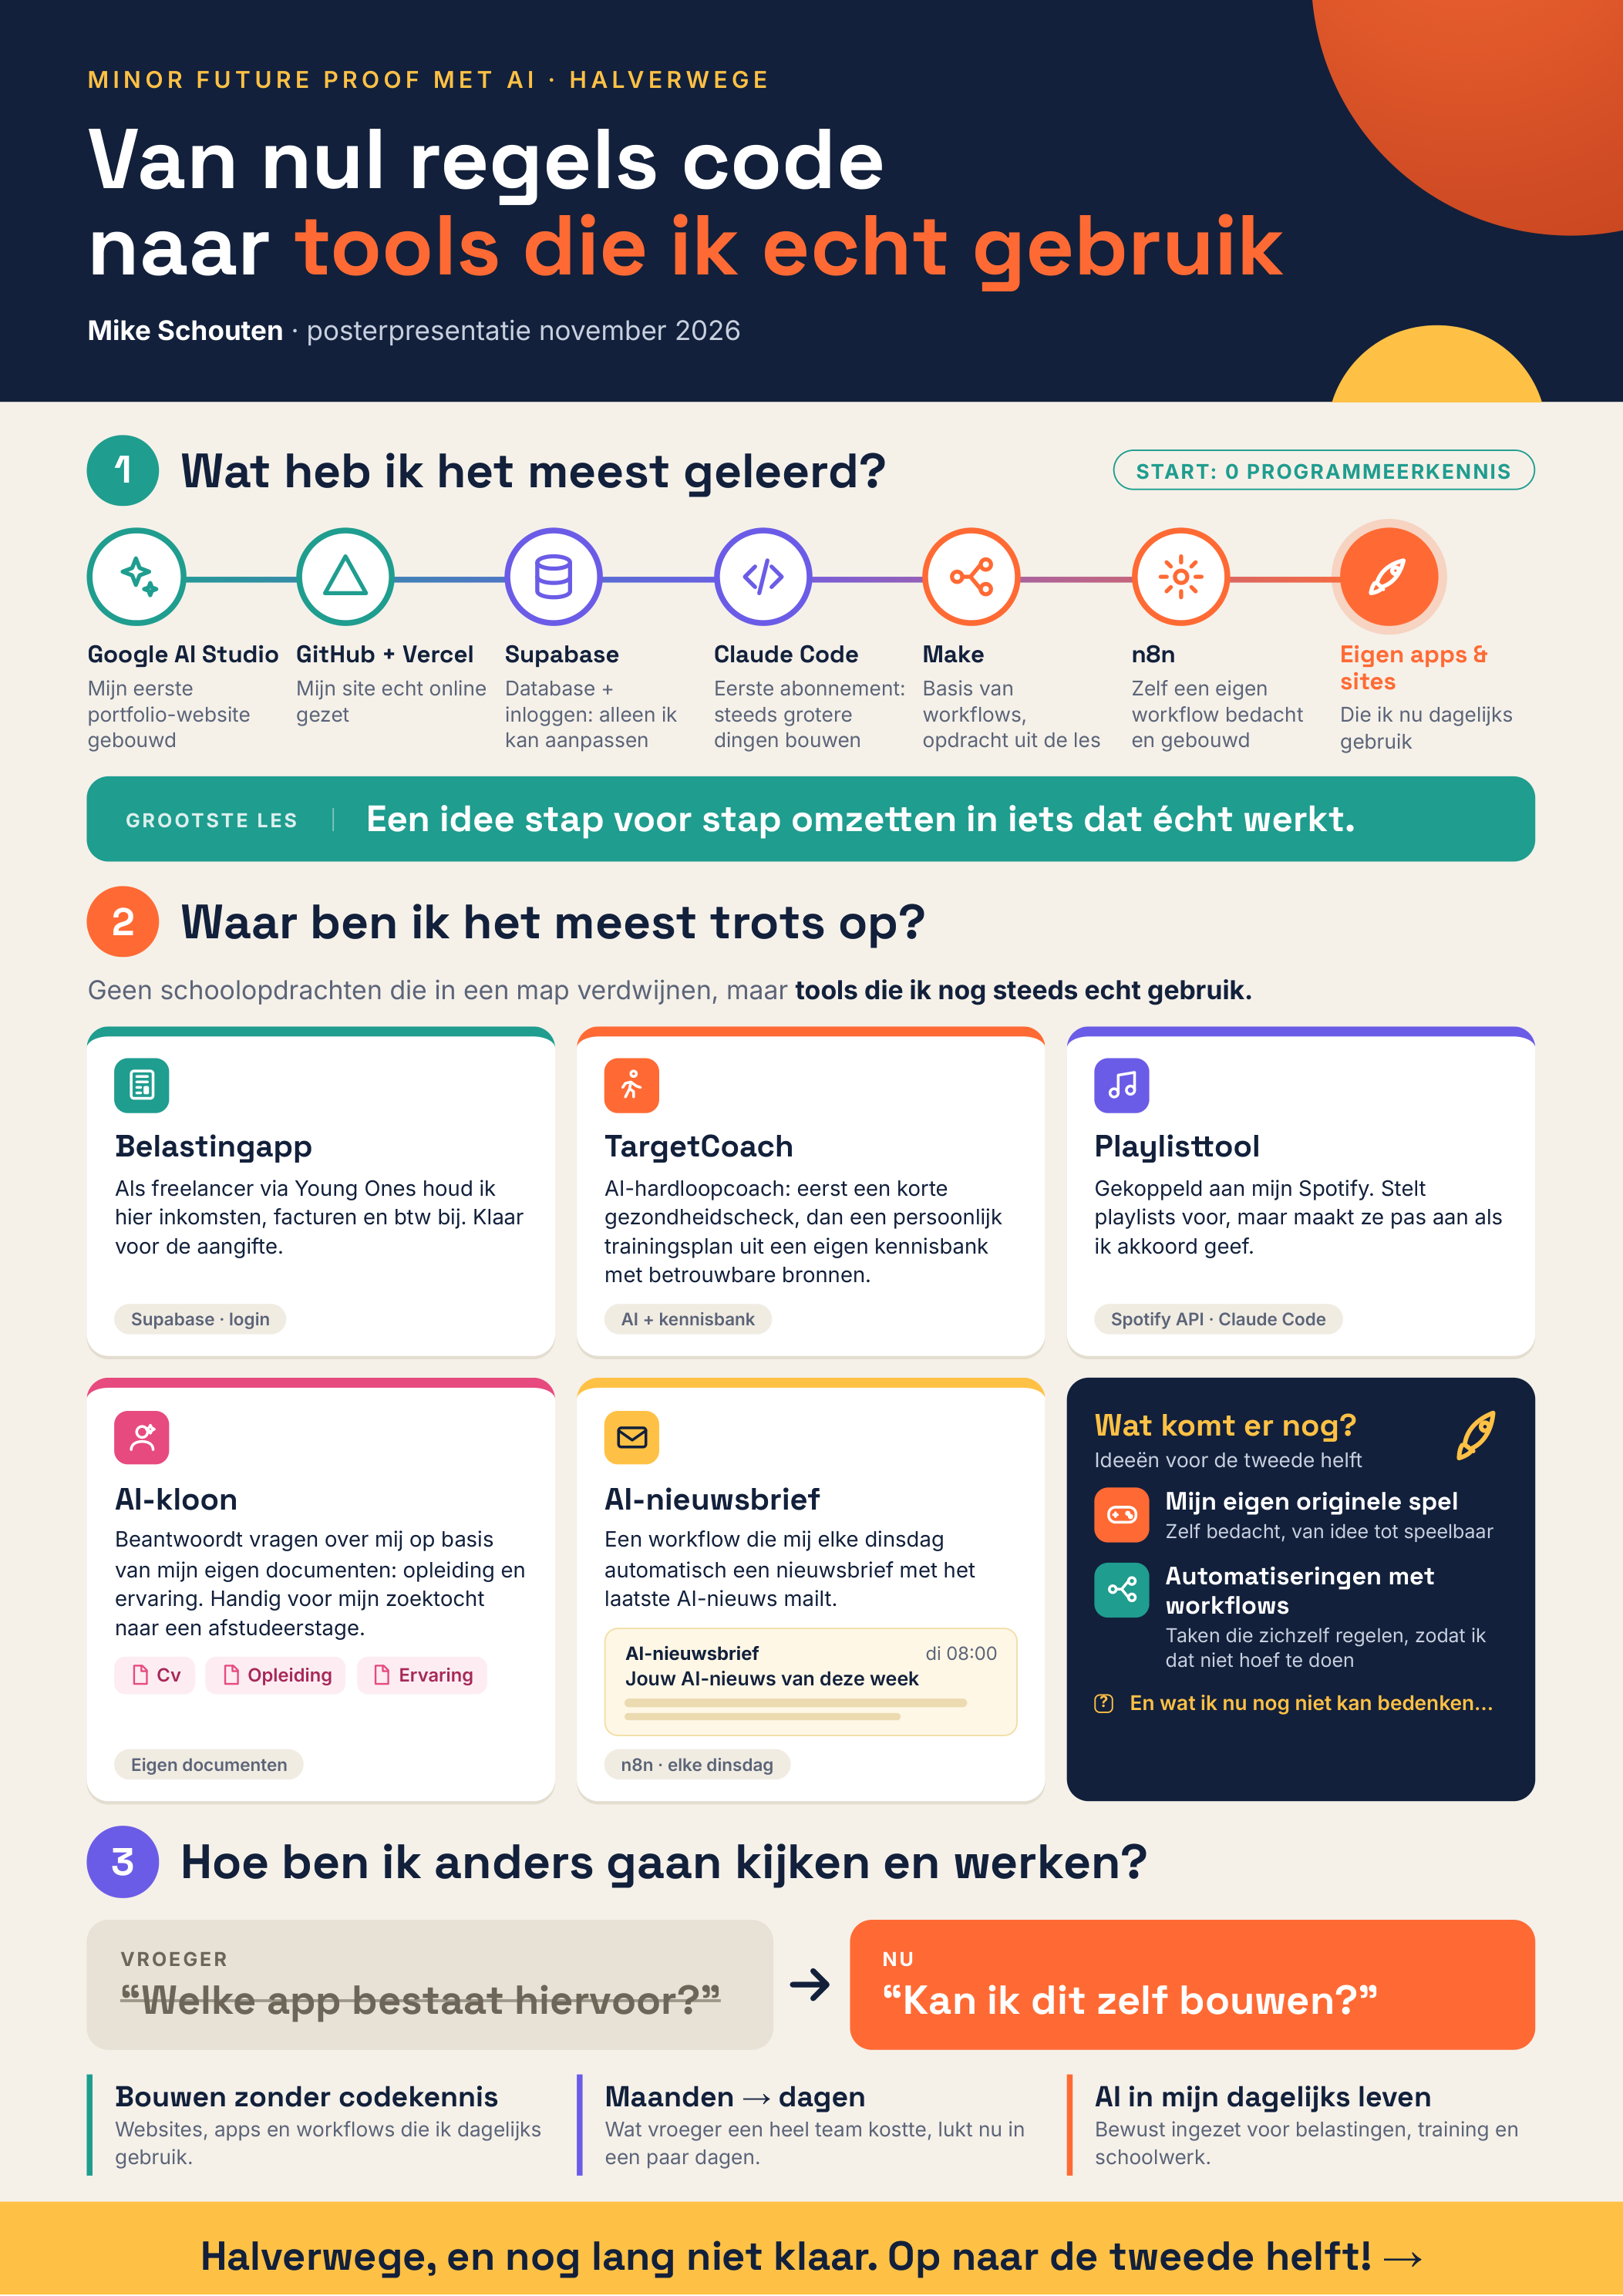 MINOR FUTURE PROOF MET AI · HALVERWEGE
Van nul regels code
naar tools die ik echt gebruik
Mike Schouten · posterpresentatie november 2026
1 Wat heb ik het meest geleerd?
START: 0 PROGRAMMEERKENNIS
Google AI Studio
Mijn eerste
portfolio-website
gebouwd
GitHub + Vercel
Mijn site echt online
gezet
Supabase
Database +
inloggen: alleen ik
kan aanpassen
Claude Code
Eerste abonnement:
steeds grotere
dingen bouwen
Make
Basis van
workflows,
opdracht uit de les
n8n
Zelf een eigen
workflow bedacht
en gebouwd
Eigen apps &
sites
Die ik nu dagelijks
gebruik
GROOTSTE LES
Een idee stap voor stap omzetten in iets dat écht werkt.
2 Waar ben ik het meest trots op?
Geen schoolopdrachten die in een map verdwijnen, maar tools die ik nog steeds echt gebruik.
Belastingapp
Als freelancer via Young Ones houd ik
hier inkomsten, facturen en btw bij. Klaar
voor de aangifte.
Supabase · login
TargetCoach
AI-hardloopcoach: eerst een korte
gezondheidscheck, dan een persoonlijk
trainingsplan uit een eigen kennisbank
met betrouwbare bronnen.
AI + kennisbank
Playlisttool
Gekoppeld aan mijn Spotify. Stelt
playlists voor, maar maakt ze pas aan als
ik akkoord geef.
Spotify API · Claude Code
AI-kloon
Beantwoordt vragen over mij op basis
van mijn eigen documenten: opleiding en
ervaring. Handig voor mijn zoektocht
naar een afstudeerstage.
Cv
Opleiding
Ervaring
Eigen documenten
AI-nieuwsbrief
Een workflow die mij elke dinsdag
automatisch een nieuwsbrief met het
laatste AI-nieuws mailt.
AI-nieuwsbrief
di 08:00
Jouw AI-nieuws van deze week
n8n · elke dinsdag
Wat komt er nog?
Ideeën voor de tweede helft
Mijn eigen originele spel
Zelf bedacht, van idee tot speelbaar
Automatiseringen met
workflows
Taken die zichzelf regelen, zodat ik
dat niet hoef te doen
? En wat ik nu nog niet kan bedenken...
3 Hoe ben ik anders gaan kijken en werken?
VROEGER
“Welke app bestaat hiervoor?”
NU
“Kan ik dit zelf bouwen?”
Bouwen zonder codekennis
Websites, apps en workflows die ik dagelijks
gebruik.
Maanden → dagen
Wat vroeger een heel team kostte, lukt nu in
een paar dagen.
AI in mijn dagelijks leven
Bewust ingezet voor belastingen, training en
schoolwerk.
Halverwege, en nog lang niet klaar. Op naar de tweede helft! →